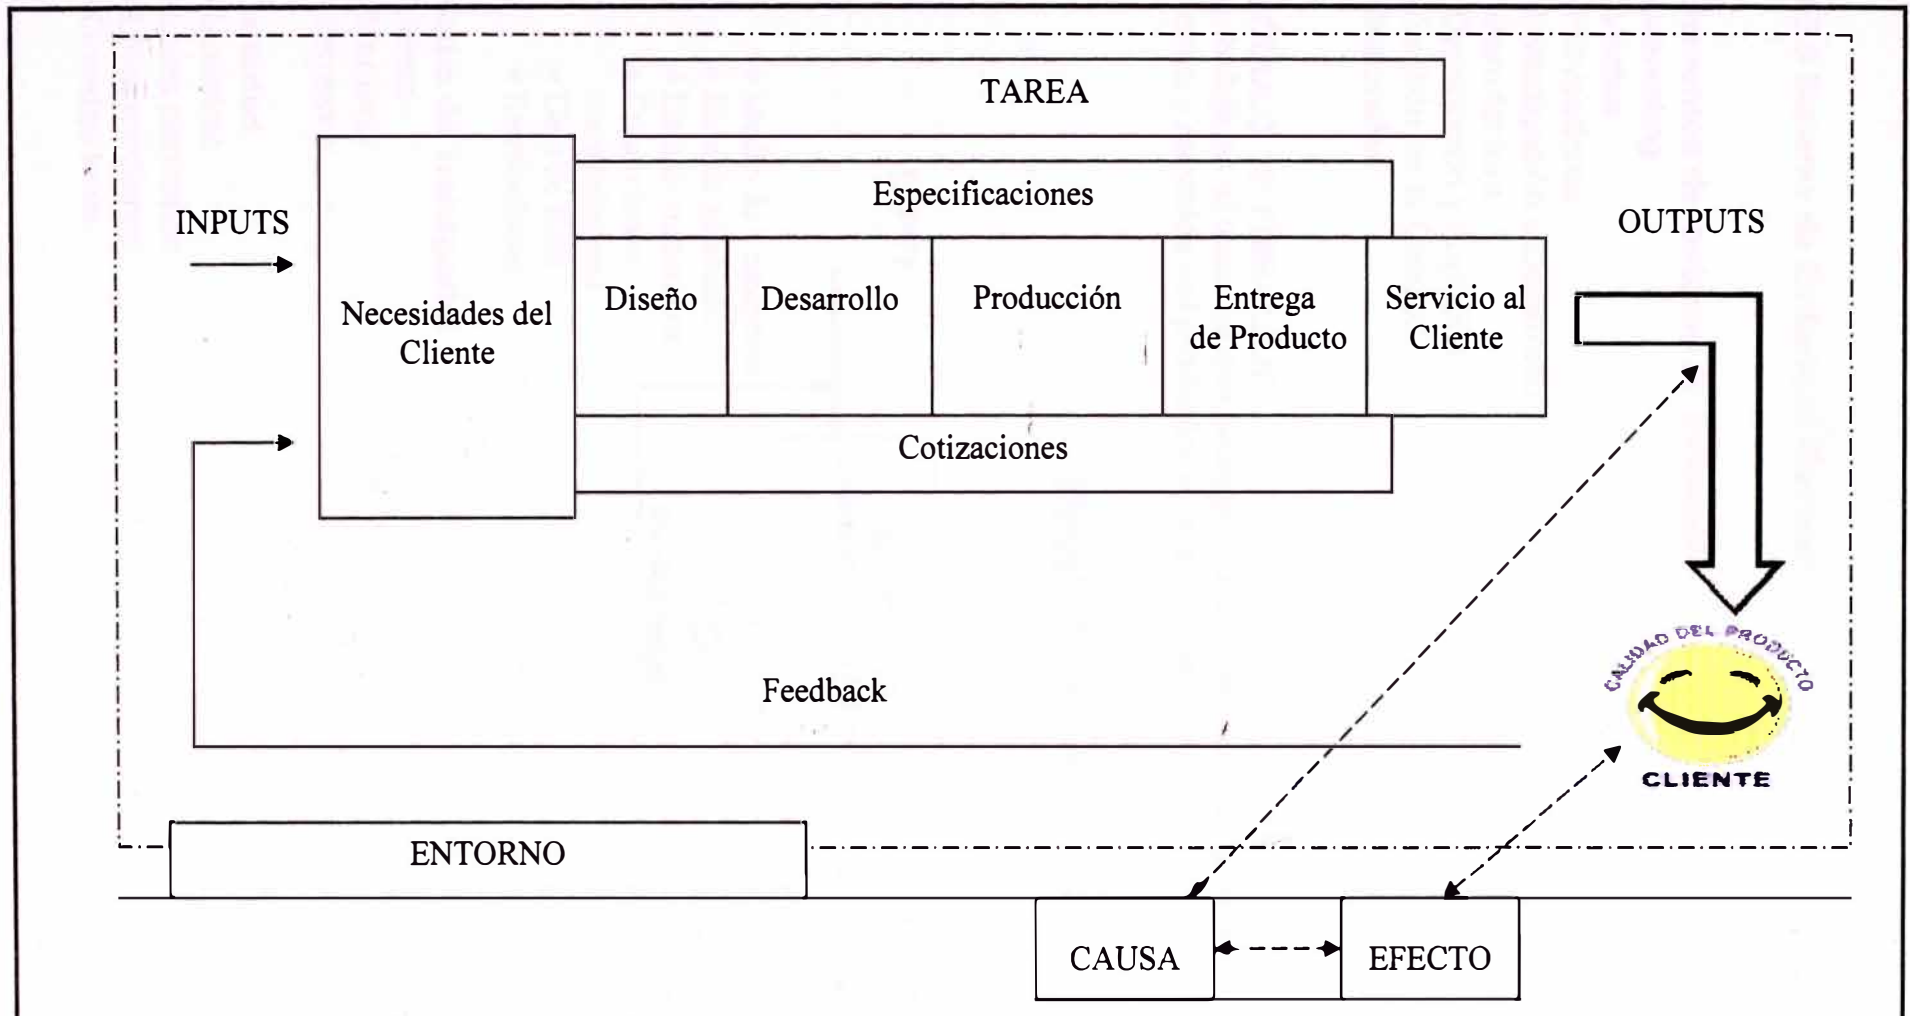 TAREA
Especificaciones
INPUTS
OUTPUTS
Necesidades del
Cliente
Diseño
Desarrollo
Producción
Entrega
de Producto
Servicio al
Cliente
Cotizaciones
Feedback
CALIDAD DEL PRODUCTO
CLIENTE
ENTORNO
CAUSA
EFECTO